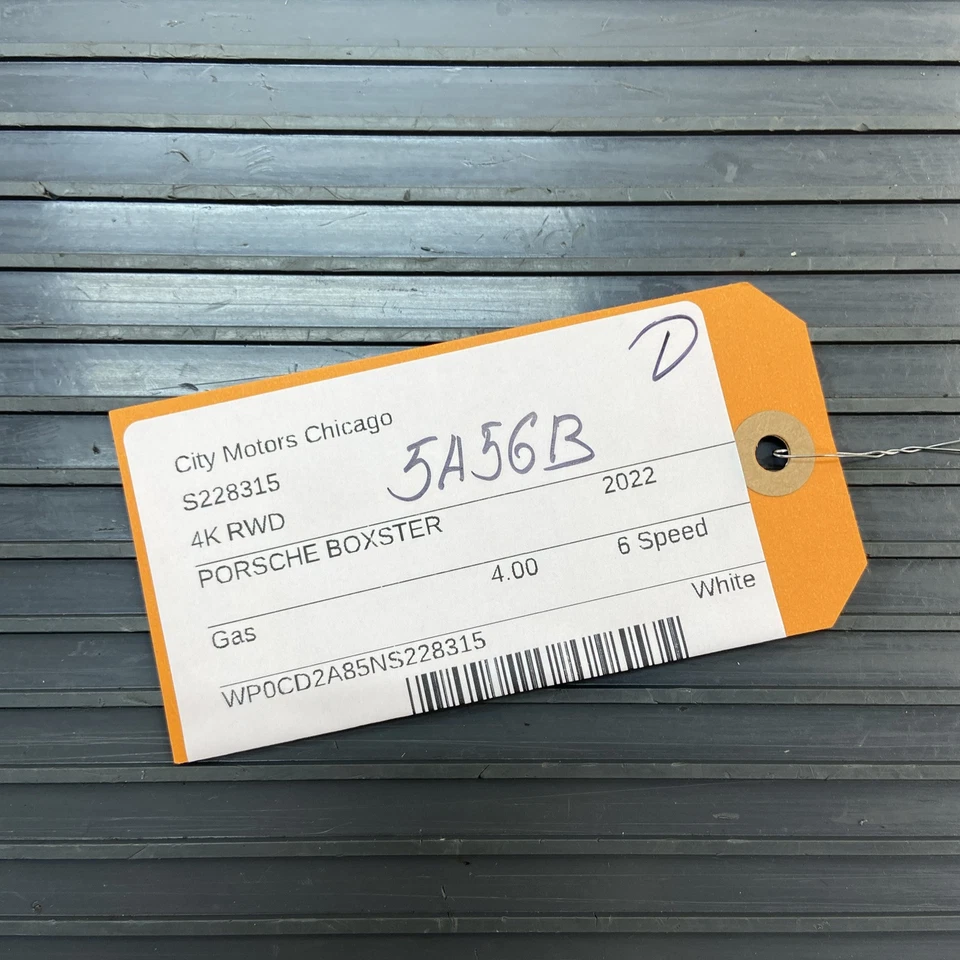 D
City Motors Chicago
S228315 5A56B
4K RWD
PORSCHE BOXSTER 2022
4.00 6 Speed
Gas White
WP0CD2A85NS228315